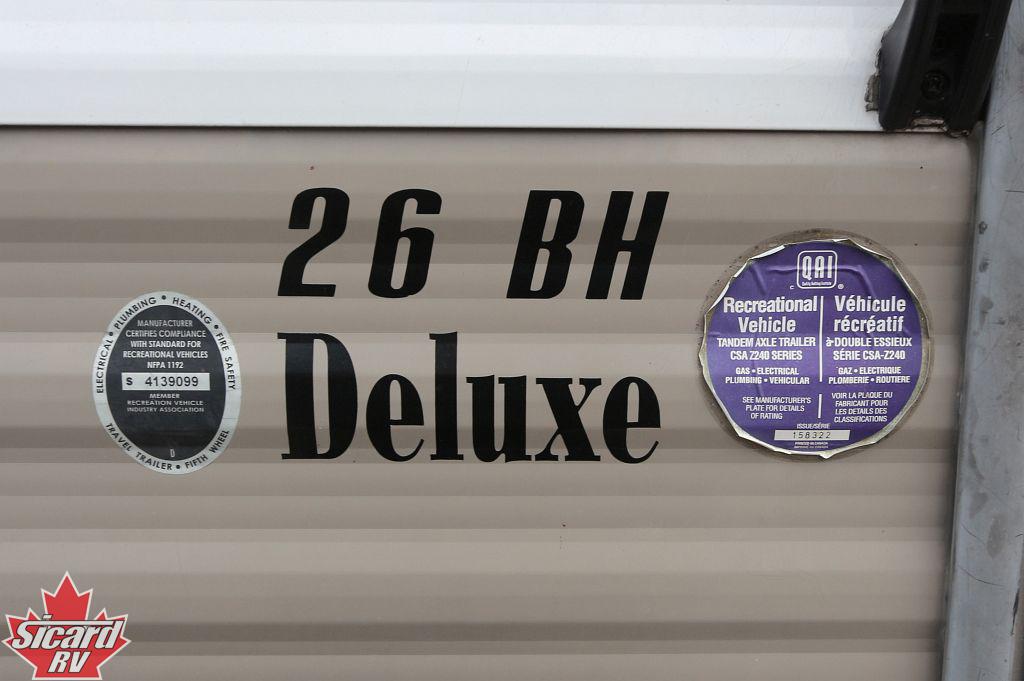 26 BH
Deluxe
ELECTRICAL • PLUMBING • HEATING • FIRE SAFETY
MANUFACTURER
CERTIFIES COMPLIANCE
WITH STANDARD FOR
RECREATIONAL VEHICLES
NFPA 1192
S 4139099
MEMBER
RECREATION VEHICLE
INDUSTRY ASSOCIATION
D
TRAVEL TRAILER • FIFTH WHEEL
QAI
C ®
Recreational
Vehicle
TANDEM AXLE TRAILER
CSA Z240 SERIES
GAS • ELECTRICAL
PLUMBING • VEHICULAR
SEE MANUFACTURER'S
PLATE FOR DETAILS
OF RATING
Véhicule
récréatif
à DOUBLE ESSIEUX
SÉRIE CSA-Z240
GAZ • ELECTRIQUE
PLOMBERIE • ROUTIERE
VOIR LA PLAQUE DU
FABRICANT POUR
LES DETAILS DES
CLASSIFICATIONS
ISSUE/SÉRIE
158322
Sicard
RV